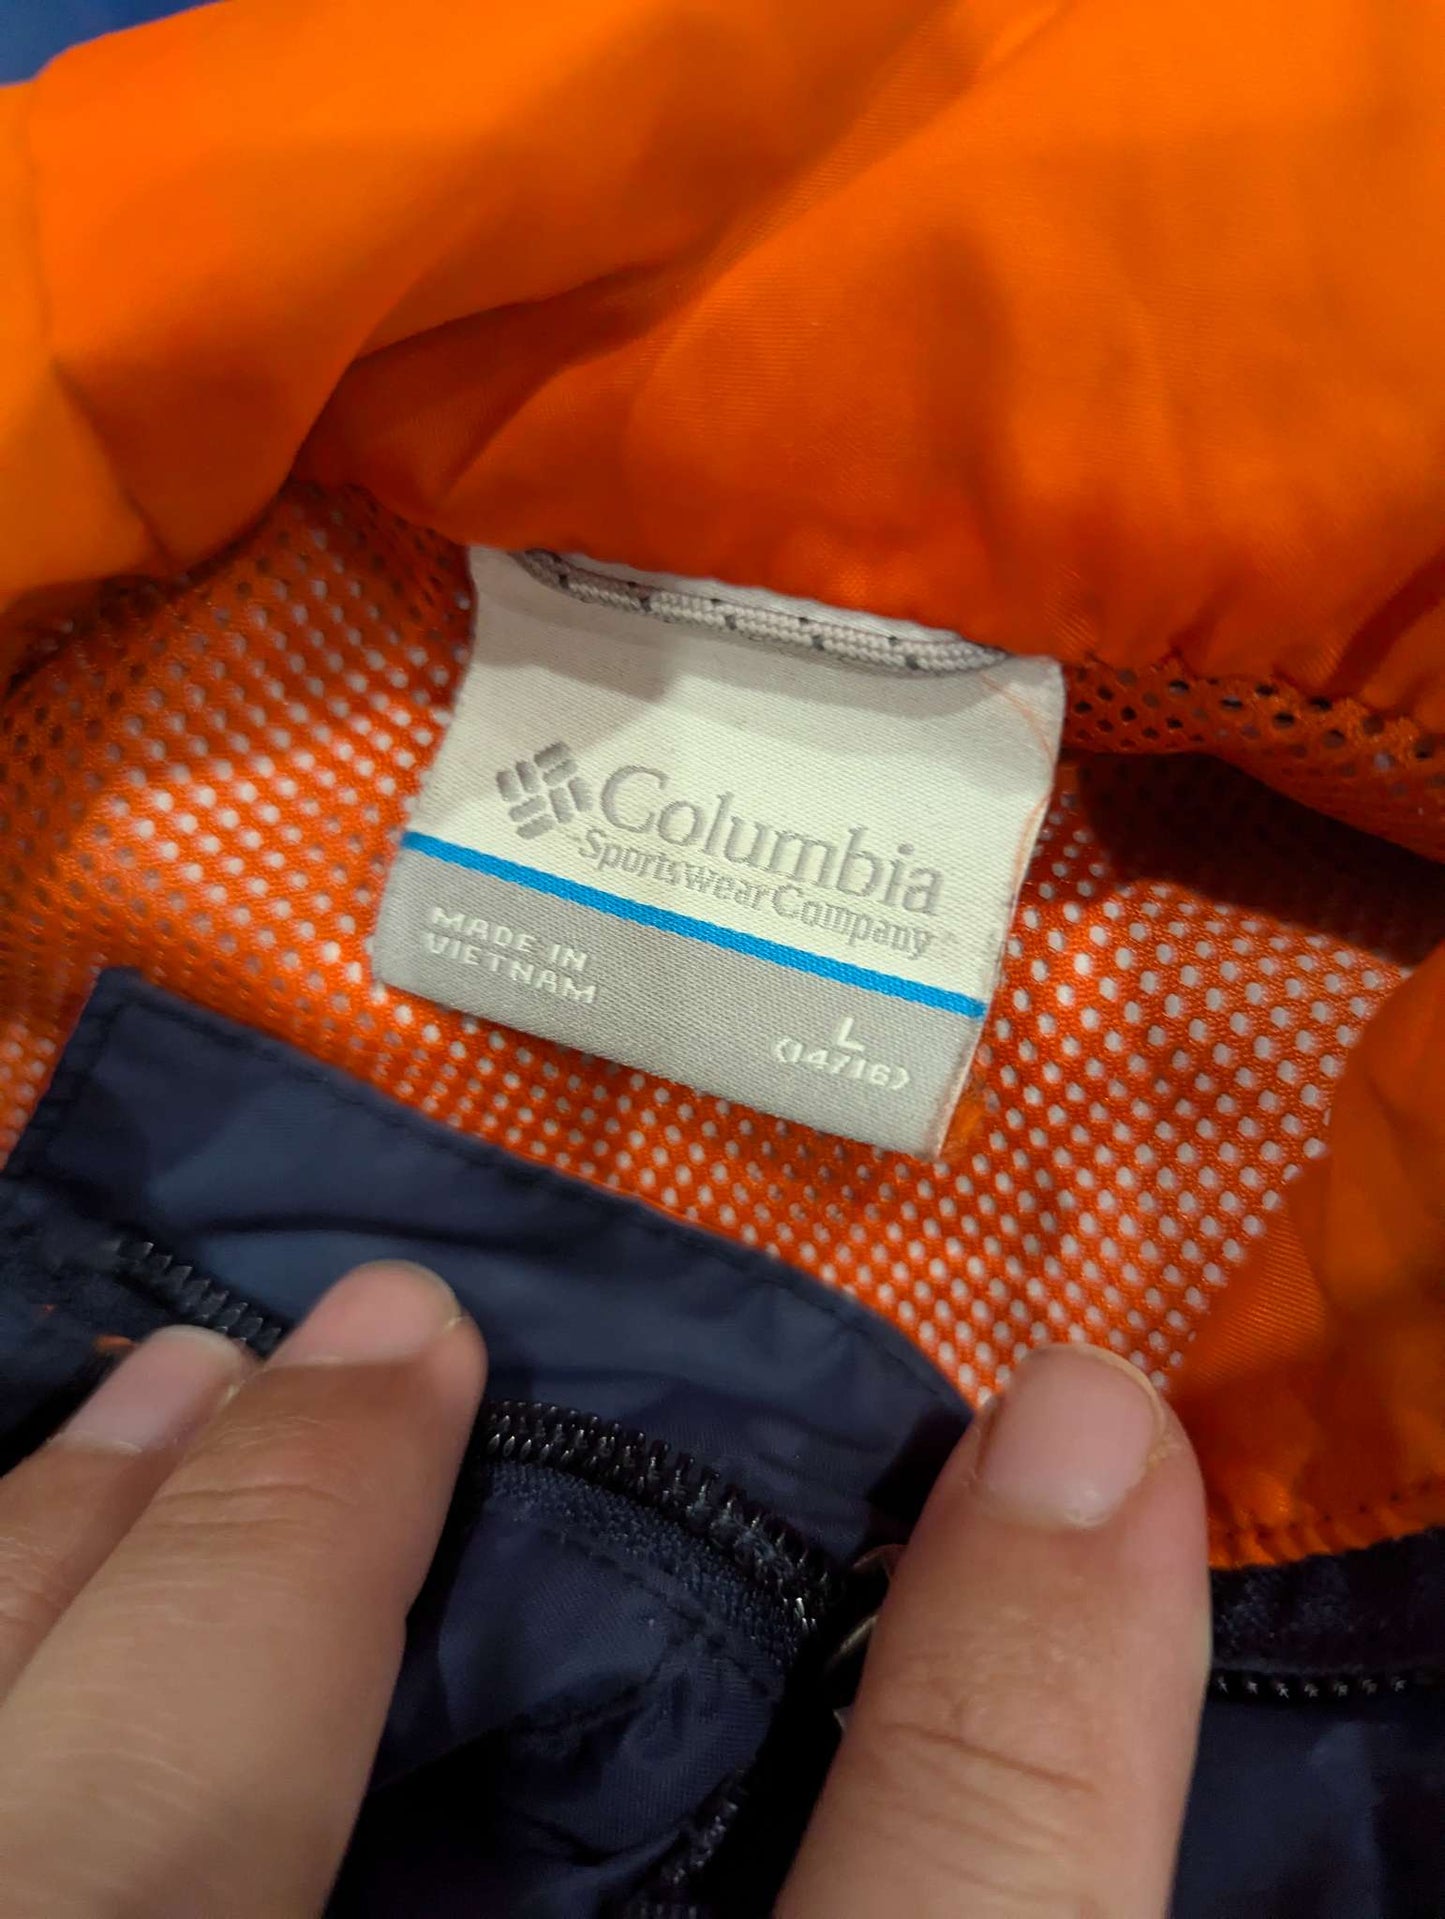 Columbia
Sportswear Company
MADE IN
VIETNAM
L
(14/16)